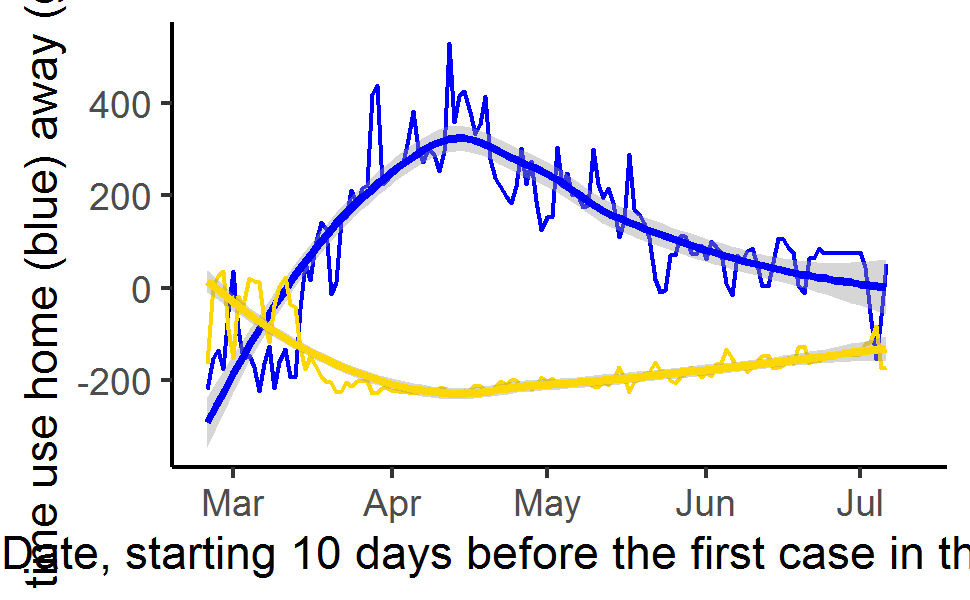 time use home (blue) away (
400
200
0
-200
Mar Apr May Jun Jul
Date, starting 10 days before the first case in th